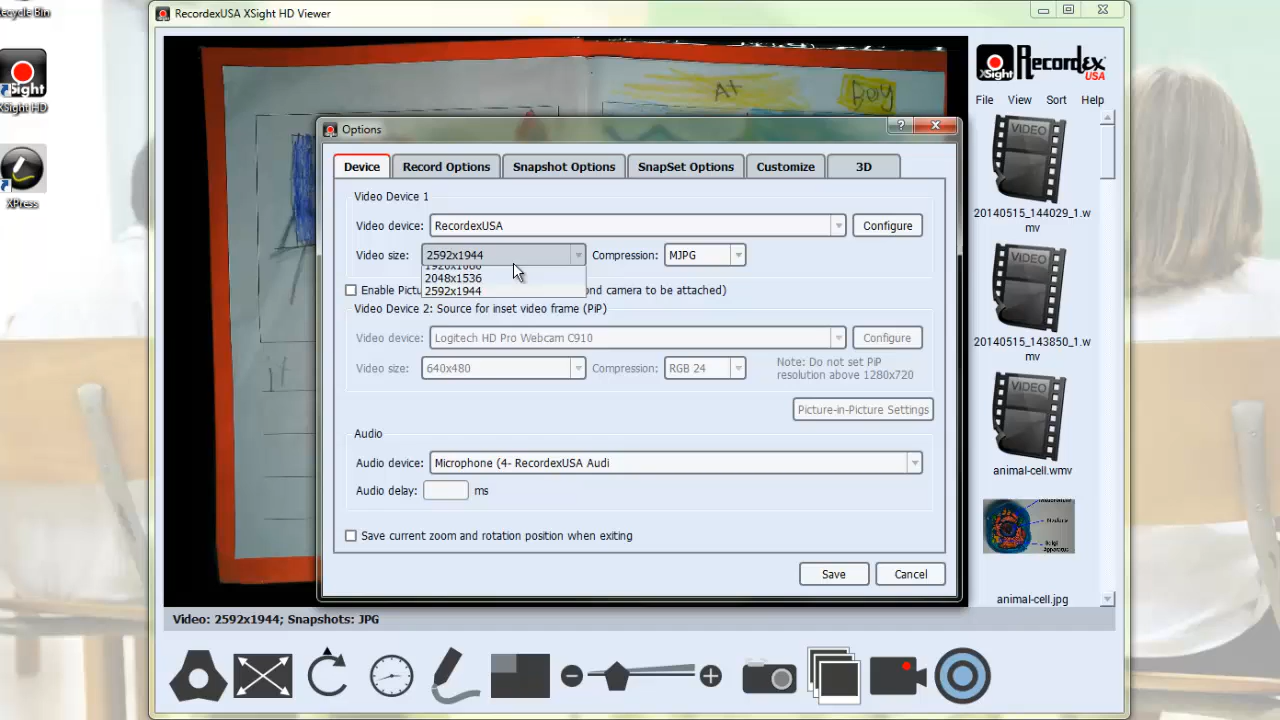 ecycle Bin
RecordexUSA XSight HD Viewer
XSight
Recordex
USA
XSight HD
At
Boy
File View Sort Help
Options
VIDEO
Device Record Options Snapshot Options SnapSet Options Customize 3D
XPress
Video Device 1
20140515_144029_1.w
mv
Video device: RecordexUSA Configure
Video size: 2592x1944 Compression: MJPG
1920x1080
2048x1536
2592x1944
VIDEO
Enable Pictu ond camera to be attached)
Video Device 2: Source for inset video frame (PiP)
Video device: Logitech HD Pro Webcam C910 Configure
20140515_143850_1.w
mv
Video size: 640x480 Compression: RGB 24
Note: Do not set PiP
resolution above 1280x720
it
VIDEO
Picture-in-Picture Settings
Audio
Audio device: Microphone (4- RecordexUSA Audi
animal-cell.wmv
Audio delay: ms
Nucleus
Golgi
Apparatus
Save current zoom and rotation position when exiting
Save Cancel
animal-cell.jpg
Video: 2592x1944; Snapshots: JPG